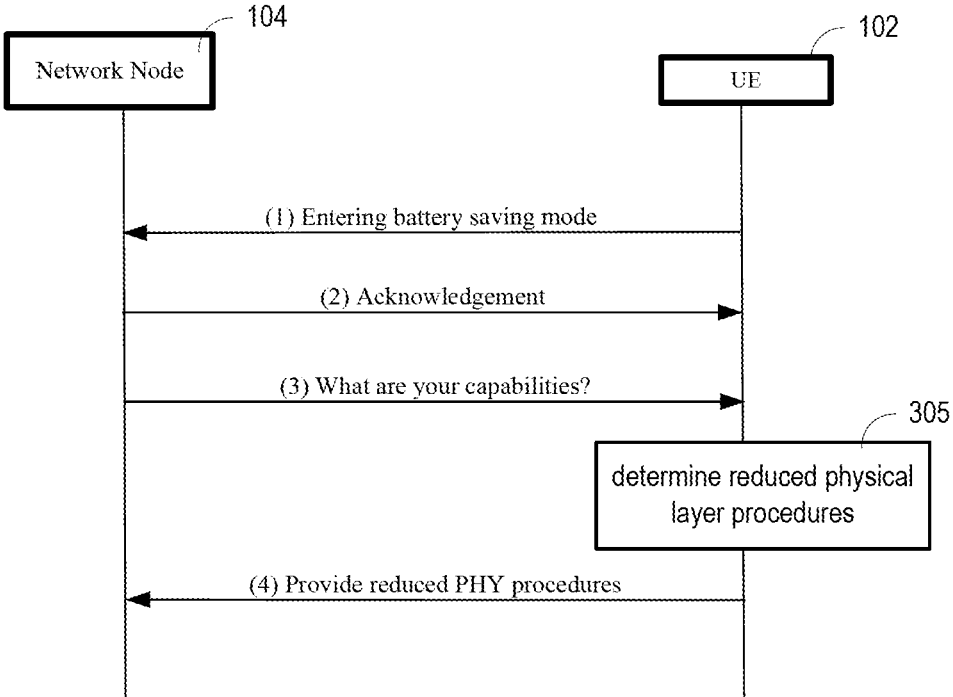 104
102
Network Node
UE
(1) Entering battery saving mode
(2) Acknowledgement
(3) What are your capabilities?
305
determine reduced physical
layer procedures
(4) Provide reduced PHY procedures